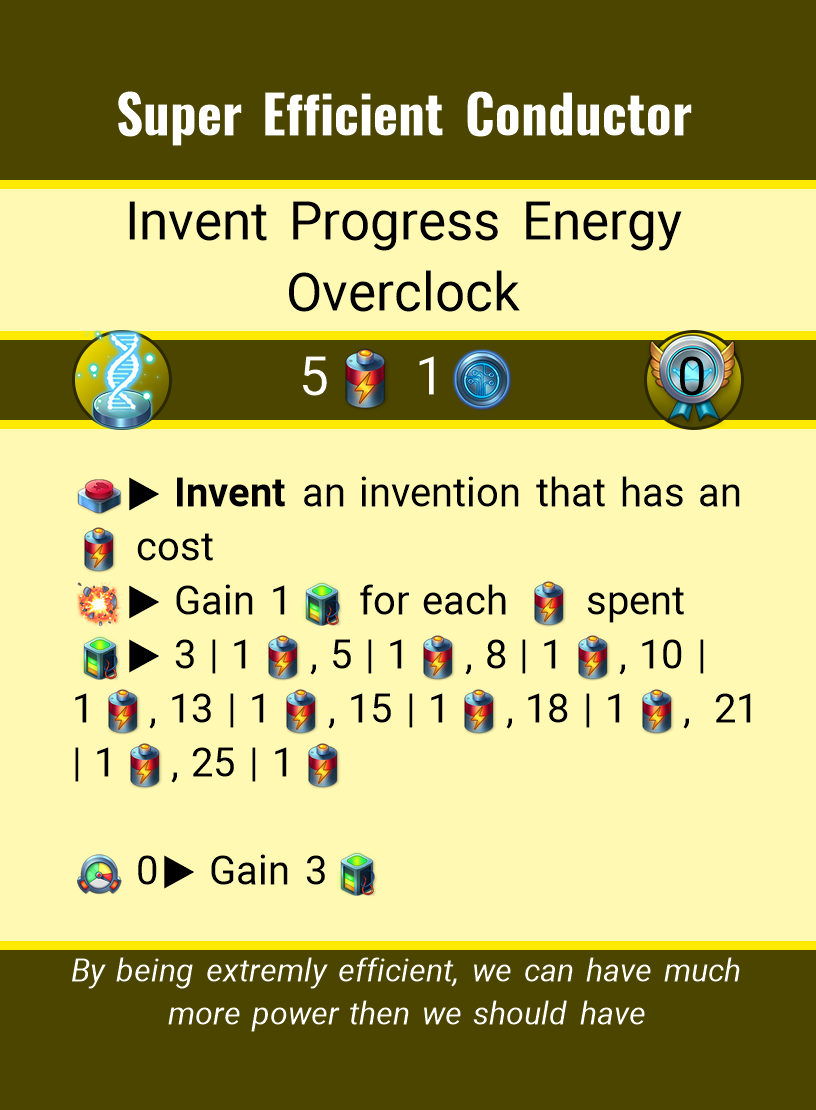 Super Efficient Conductor
Invent Progress Energy
Overclock
5 1 0
▶ Invent an invention that has an
cost
▶ Gain 1 for each spent
▶ 3 | 1 , 5 | 1 , 8 | 1 , 10 |
1 , 13 | 1 , 15 | 1 , 18 | 1 , 21
| 1 , 25 | 1
0▶ Gain 3
By being extremly efficient, we can have much
more power then we should have